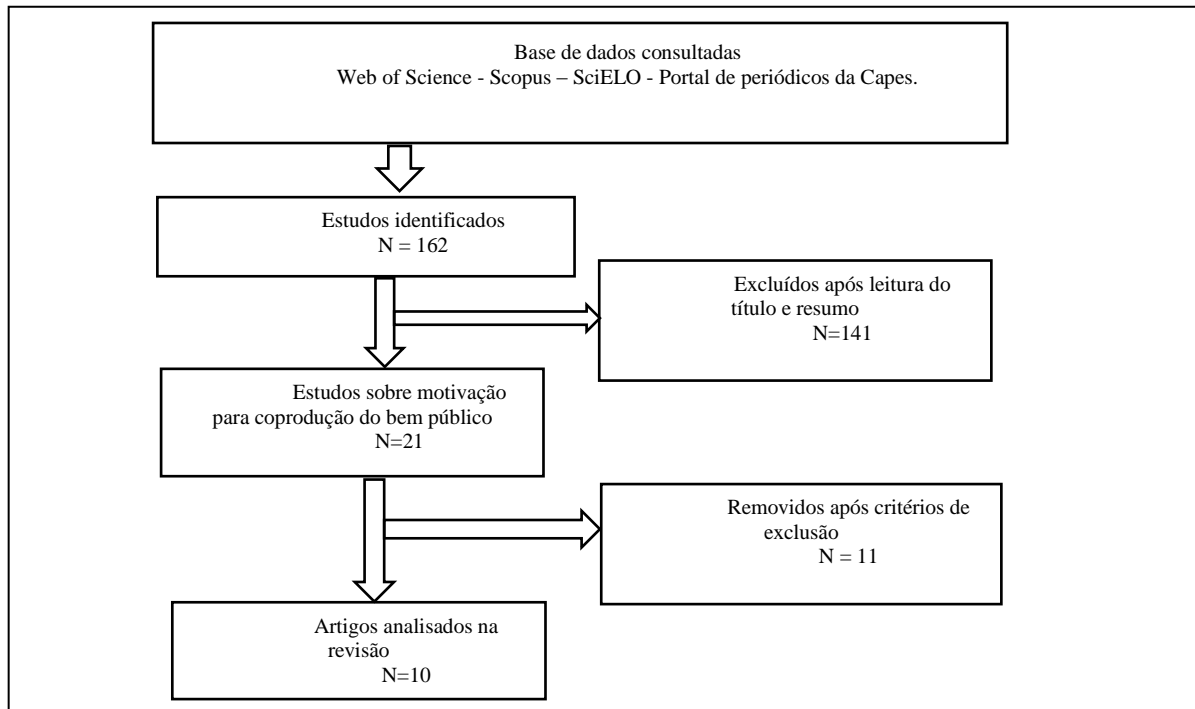 Base de dados consultadas
Web of Science - Scopus – SciELO - Portal de periódicos da Capes.
Estudos identificados
N = 162
Excluídos após leitura do
título e resumo
N=141
Estudos sobre motivação
para coprodução do bem público
N=21
Removidos após critérios de
exclusão
N = 11
Artigos analisados na
revisão
N=10